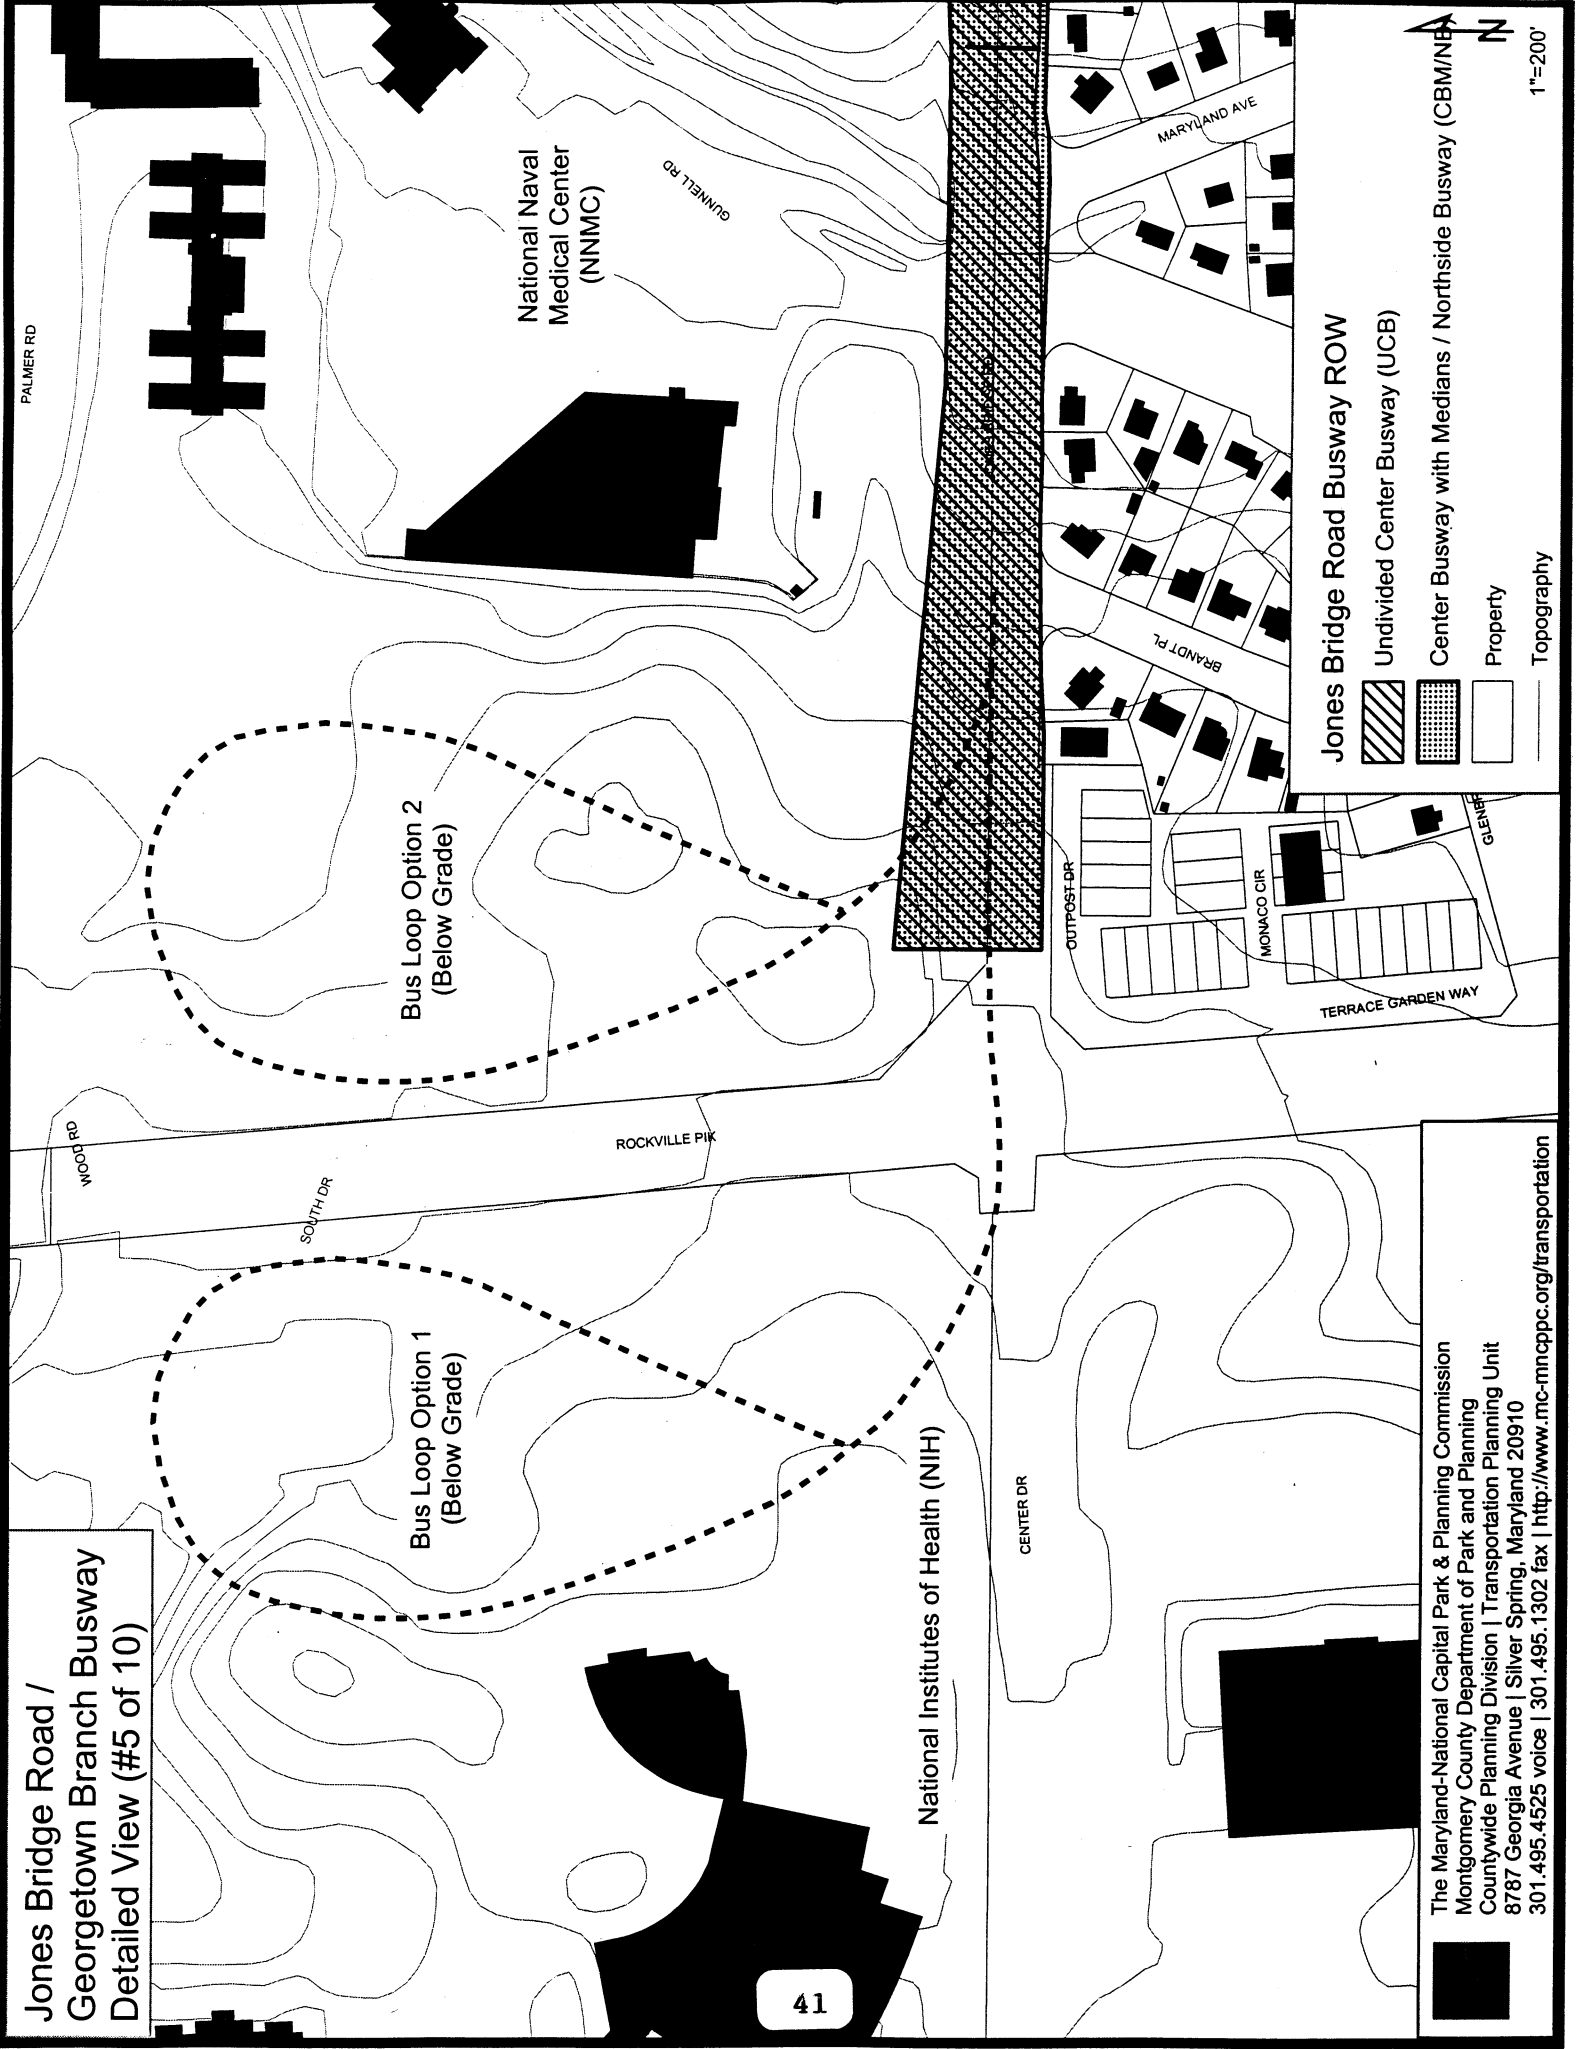 Jones Bridge Road /
Georgetown Branch Busway
Detailed View (#5 of 10)
PALMER RD
WOOD RD
SOUTH DR
ROCKVILLE PIK
GUNNELL RD
National Naval
Medical Center
(NNMC)
Bus Loop Option 1
(Below Grade)
Bus Loop Option 2
(Below Grade)
National Institutes of Health (NIH)
CENTER DR
OUTPOST DR
MONACO CIR
TERRACE GARDEN WAY
BRANDT PL
MARYLAND AVE
41
The Maryland-National Capital Park & Planning Commission
Montgomery County Department of Park and Planning
Countywide Planning Division | Transportation Planning Unit
8787 Georgia Avenue | Silver Spring, Maryland 20910
301.495.4525 voice | 301.495.1302 fax | http://www.mc-mncppc.org/transportation
Jones Bridge Road Busway ROW
Undivided Center Busway (UCB)
Center Busway with Medians / Northside Busway (CBM/NB)
Property
Topography
N
1"=200'